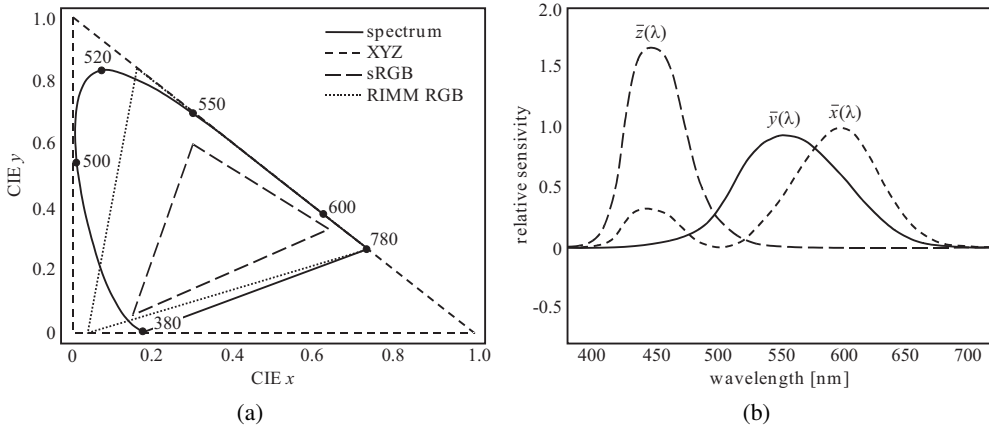 1.0
0.8
0.6
0.4
0.2
0
CIE y
520
550
500
600
780
380
spectrum
XYZ
sRGB
RIMM RGB
0 0.2 0.4 0.6 0.8 1.0
CIE x
(a)
2.0
1.5
1.0
0.5
0
-0.5
relative sensivity
z̄(λ)
ȳ(λ) x̄(λ)
400 450 500 550 600 650 700
wavelength [nm]
(b)